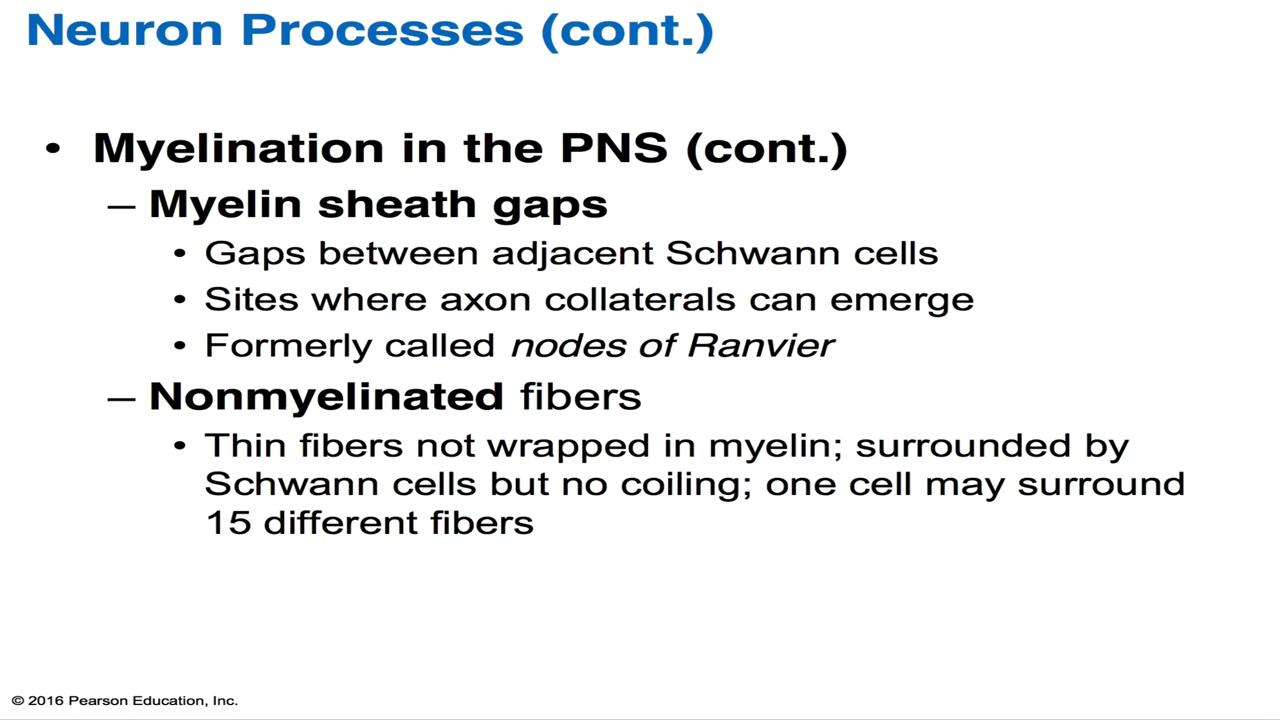 Neuron Processes (cont.)
• Myelination in the PNS (cont.)
– Myelin sheath gaps
• Gaps between adjacent Schwann cells
• Sites where axon collaterals can emerge
• Formerly called nodes of Ranvier
– Nonmyelinated fibers
• Thin fibers not wrapped in myelin; surrounded by
Schwann cells but no coiling; one cell may surround
15 different fibers
© 2016 Pearson Education, Inc.